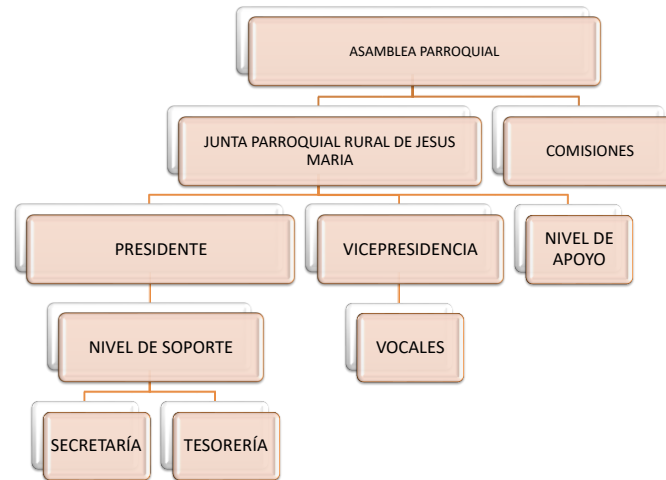 ASAMBLEA PARROQUIAL
JUNTA PARROQUIAL RURAL DE JESUS
MARIA
COMISIONES
PRESIDENTE
VICEPRESIDENCIA
NIVEL DE
APOYO
NIVEL DE SOPORTE
VOCALES
SECRETARÍA
TESORERÍA